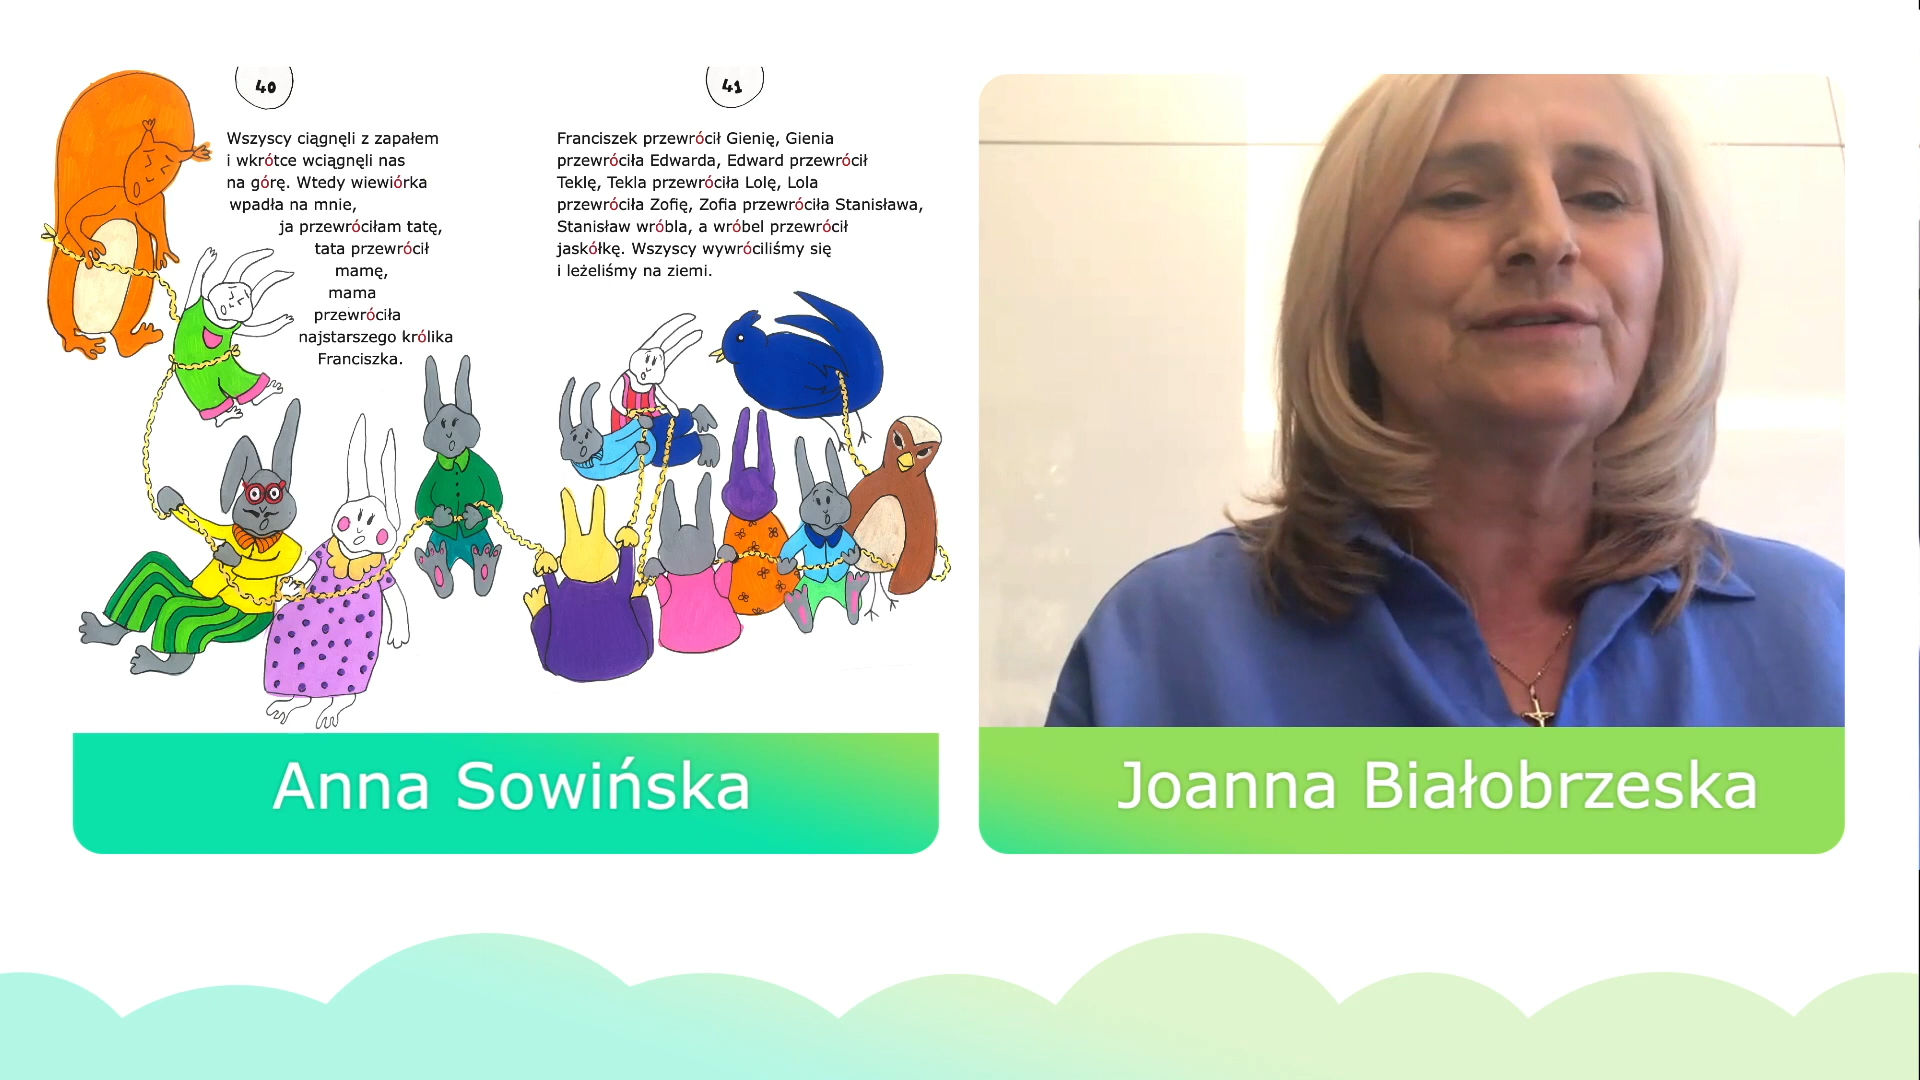 40
Wszyscy ciągnęli z zapałem
i wkrótce wciągnęli nas
na górę. Wtedy wiewiórka
wpadła na mnie,
ja przewróciłam tatę,
tata przewrócił
mamę,
mama
przewróciła
najstarszego królika
Franciszka.
41
Franciszek przewrócił Gienię, Gienia
przewróciła Edwarda, Edward przewrócił
Teklę, Tekla przewróciła Lolę, Lola
przewróciła Zofię, Zofia przewróciła Stanisława,
Stanisław wróbla, a wróbel przewrócił
jaskółkę. Wszyscy wywróciliśmy się
i leżeliśmy na ziemi.
Anna Sowińska
Joanna Białobrzeska